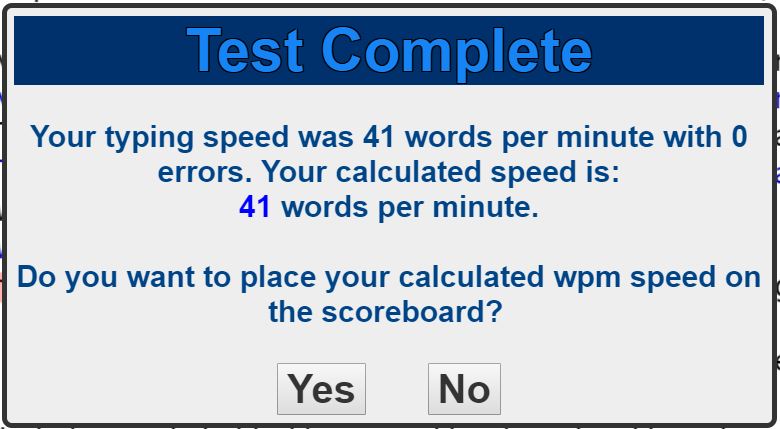 Test Complete
Your typing speed was 41 words per minute with 0
errors. Your calculated speed is:
41 words per minute.
Do you want to place your calculated wpm speed on
the scoreboard?
Yes No